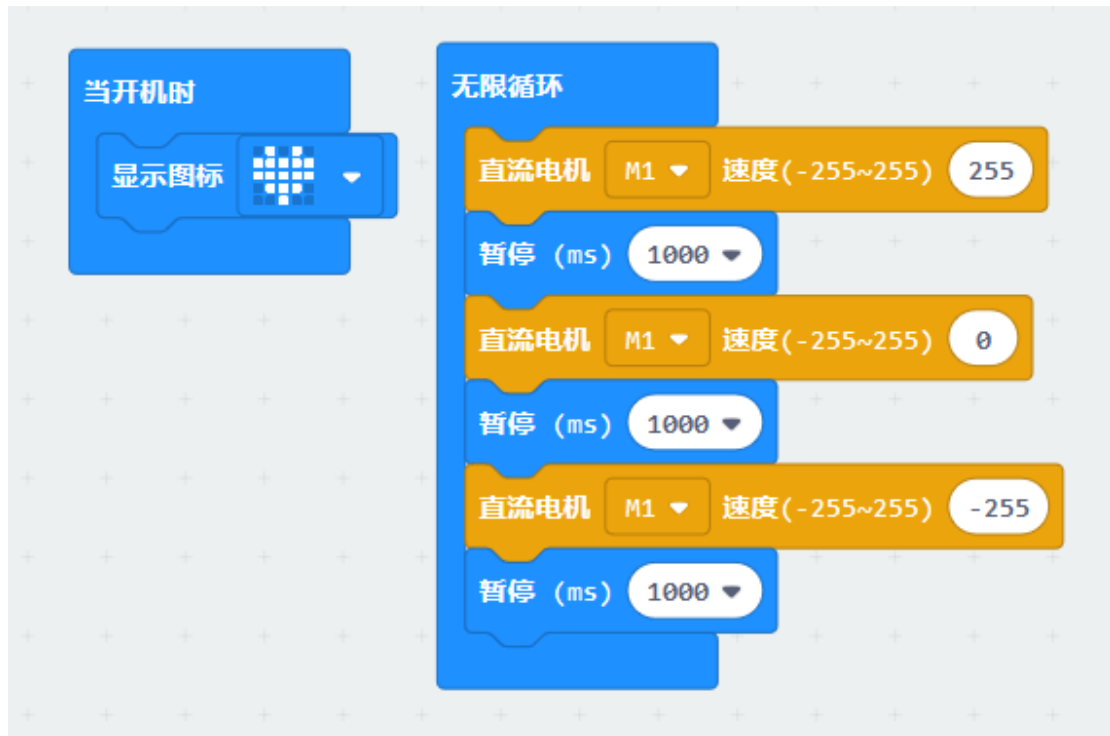 当开机时
显示图标
无限循环
直流电机 M1 速度(-255~255) 255
暂停 (ms) 1000
直流电机 M1 速度(-255~255) 0
暂停 (ms) 1000
直流电机 M1 速度(-255~255) -255
暂停 (ms) 1000